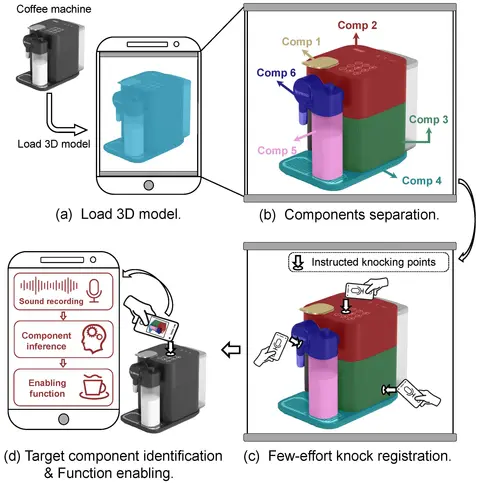 Coffee machine
Load 3D model
(a) Load 3D model.
Comp 1
Comp 2
Comp 6
Comp 3
Comp 5
Comp 4
(b) Components separation.
Instructed knocking points
(c) Few-effort knock registration.
Sound recording
Component
inference
Enabling
function
(d) Target component identification
& Function enabling.